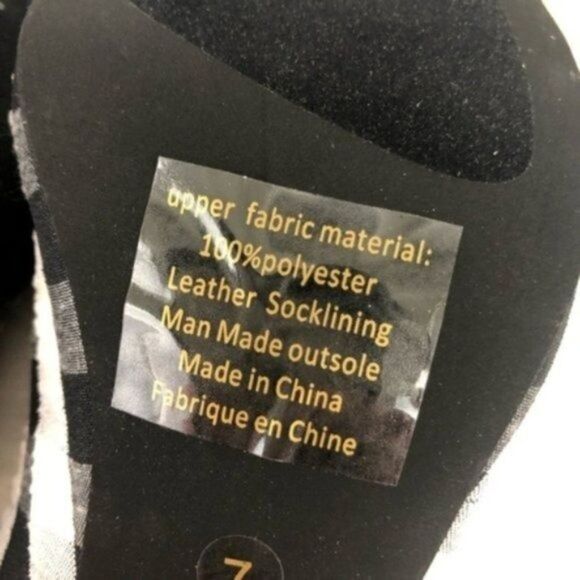 upper fabric material:
100%polyester
Leather Socklining
Man Made outsole
Made in China
Fabrique en Chine
7